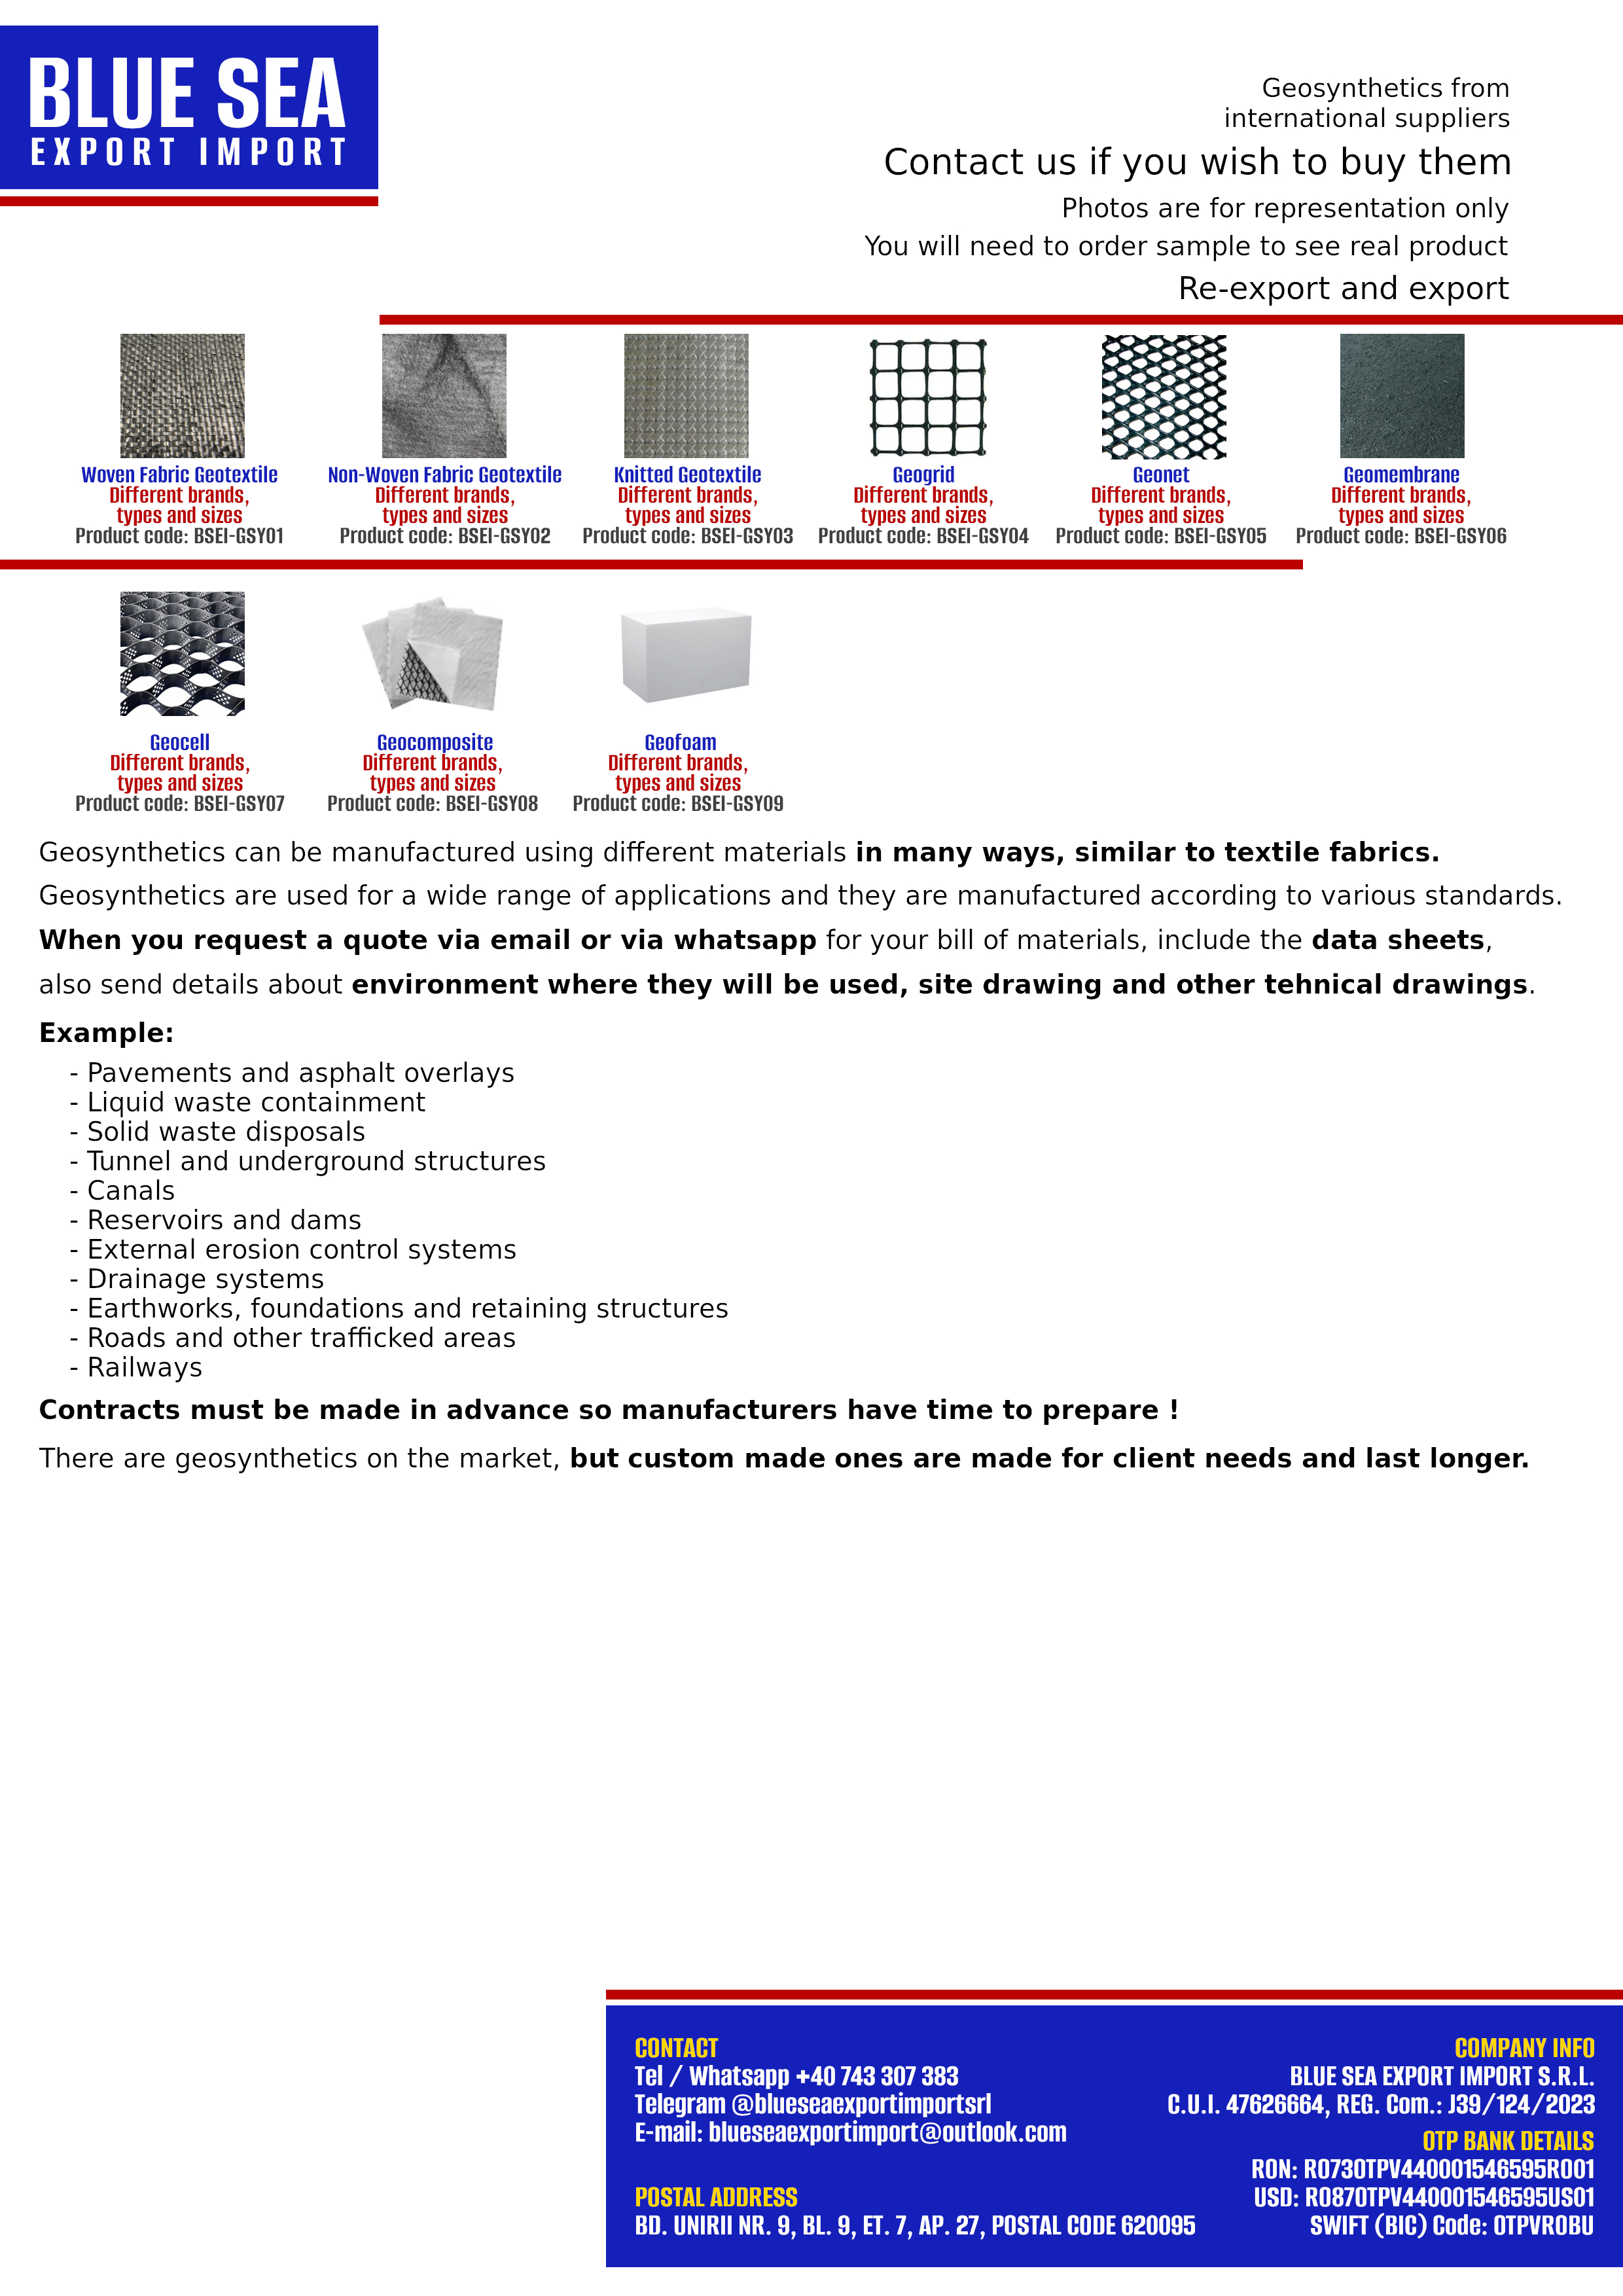 BLUE SEA
EXPORT IMPORT
Geosynthetics from
international suppliers
Contact us if you wish to buy them
Photos are for representation only
You will need to order sample to see real product
Re-export and export
Woven Fabric Geotextile
Different brands,
types and sizes
Product code: BSEI-GSY01
Non-Woven Fabric Geotextile
Different brands,
types and sizes
Product code: BSEI-GSY02
Knitted Geotextile
Different brands,
types and sizes
Product code: BSEI-GSY03
Geogrid
Different brands,
types and sizes
Product code: BSEI-GSY04
Geonet
Different brands,
types and sizes
Product code: BSEI-GSY05
Geomembrane
Different brands,
types and sizes
Product code: BSEI-GSY06
Geocell
Different brands,
types and sizes
Product code: BSEI-GSY07
Geocomposite
Different brands,
types and sizes
Product code: BSEI-GSY08
Geofoam
Different brands,
types and sizes
Product code: BSEI-GSY09
Geosynthetics can be manufactured using different materials in many ways, similar to textile fabrics.
Geosynthetics are used for a wide range of applications and they are manufactured according to various standards.
When you request a quote via email or via whatsapp for your bill of materials, include the data sheets,
also send details about environment where they will be used, site drawing and other tehnical drawings.
Example:
- Pavements and asphalt overlays
- Liquid waste containment
- Solid waste disposals
- Tunnel and underground structures
- Canals
- Reservoirs and dams
- External erosion control systems
- Drainage systems
- Earthworks, foundations and retaining structures
- Roads and other trafficked areas
- Railways
Contracts must be made in advance so manufacturers have time to prepare !
There are geosynthetics on the market, but custom made ones are made for client needs and last longer.
CONTACT
Tel / Whatsapp +40 743 307 383
Telegram @blueseaexportimportsrl
E-mail: blueseaexportimport@outlook.com
POSTAL ADDRESS
BD. UNIRII NR. 9, BL. 9, ET. 7, AP. 27, POSTAL CODE 620095
COMPANY INFO
BLUE SEA EXPORT IMPORT S.R.L.
C.U.I. 47626664, REG. Com.: J39/124/2023
OTP BANK DETAILS
RON: RO73OTPV440001546595RO01
USD: RO87OTPV440001546595US01
SWIFT (BIC) Code: OTPVROBU